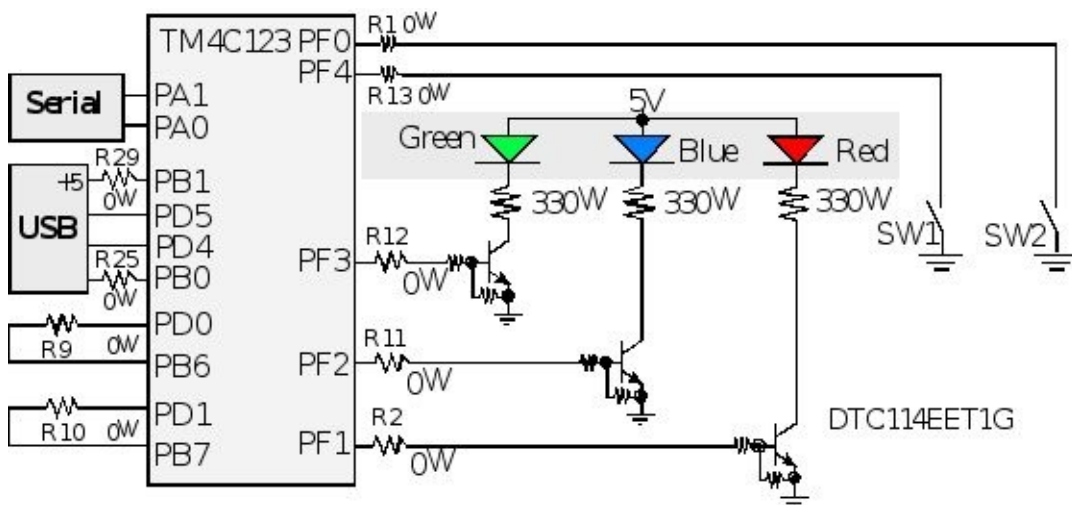 TM4C123
PF0
R1 0W
PF4
R13 0W
Serial
PA1
PA0
5V
Green
Blue
Red
R29
+5
0W
PB1
USB
PD5
PD4
R25
0W
PB0
330W
330W
330W
SW1
SW2
PF3
R12
0W
R9
0W
PD0
PB6
PF2
R11
0W
R10
0W
PD1
PB7
PF1
R2
0W
DTC114EET1G